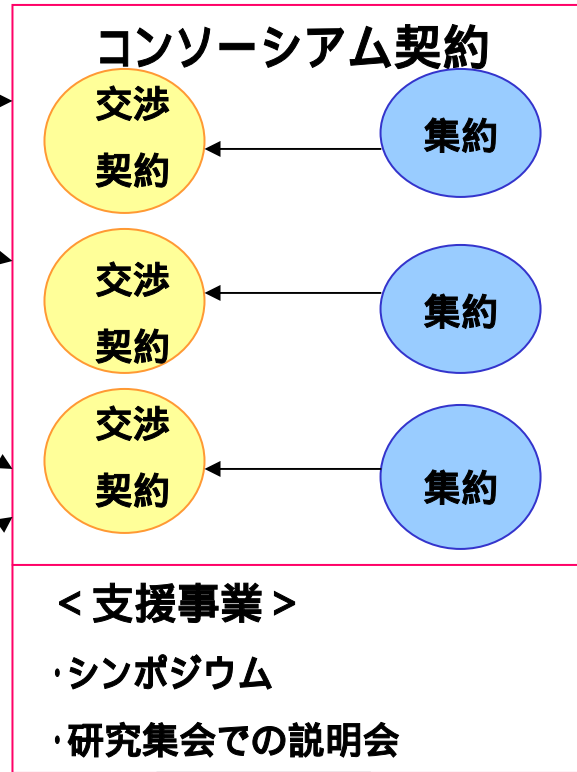 コンソーシアム契約
交渉
契約
集約
交渉
契約
集約
交渉
契約
集約
＜支援事業＞
・シンポジウム
・研究集会での説明会